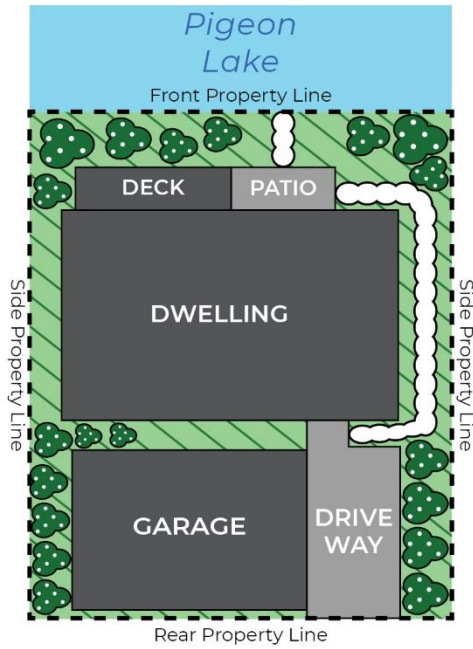 Pigeon
Lake
Front Property Line
DECK
PATIO
Side Property Line
Side Property Line
DWELLING
GARAGE
DRIVE
WAY
Rear Property Line